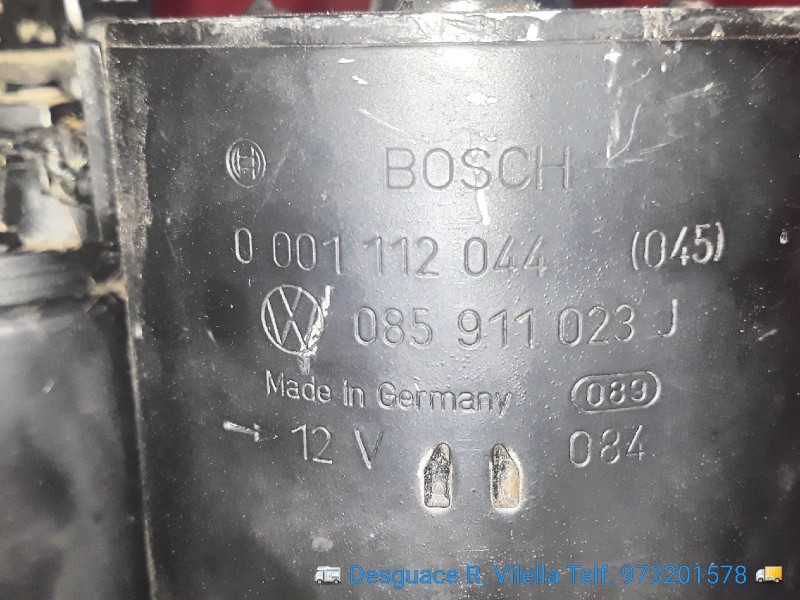 BOSCH
0 001 112 044 (045)
VW 085 911 023 J
Made in Germany 089
12 V 084
Desguace R. Vilella Telf: 973201578